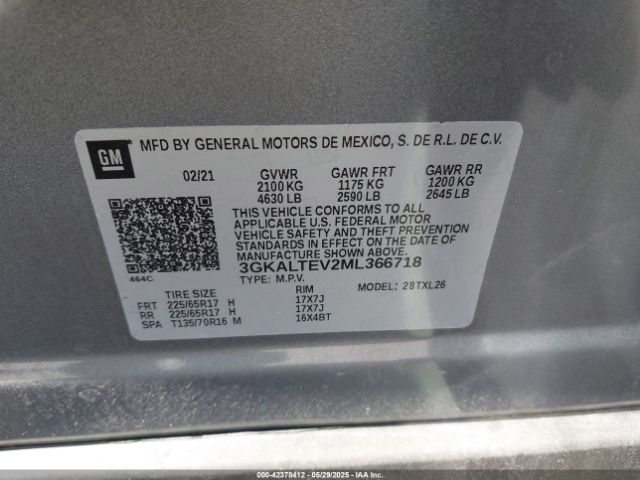 GM
MFD BY GENERAL MOTORS DE MEXICO, S. DE R.L. DE C.V.
02/21 GVWR GAWR FRT GAWR RR
2100 KG 1175 KG 1200 KG
4630 LB 2590 LB 2645 LB
THIS VEHICLE CONFORMS TO ALL
APPLICABLE U.S. FEDERAL MOTOR
VEHICLE SAFETY AND THEFT PREVENTION
STANDARDS IN EFFECT ON THE DATE OF
MANUFACTURE SHOWN ABOVE.
464C 3GKALTEV2ML366718
TYPE: M.P.V. MODEL: 28TXL26
TIRE SIZE RIM
FRT 225/65R17 H 17X7J
RR 225/65R17 H 17X7J
SPA T135/70R16 M 16X4BT
000-42378412 - 05/29/2025 - IAAI.COM